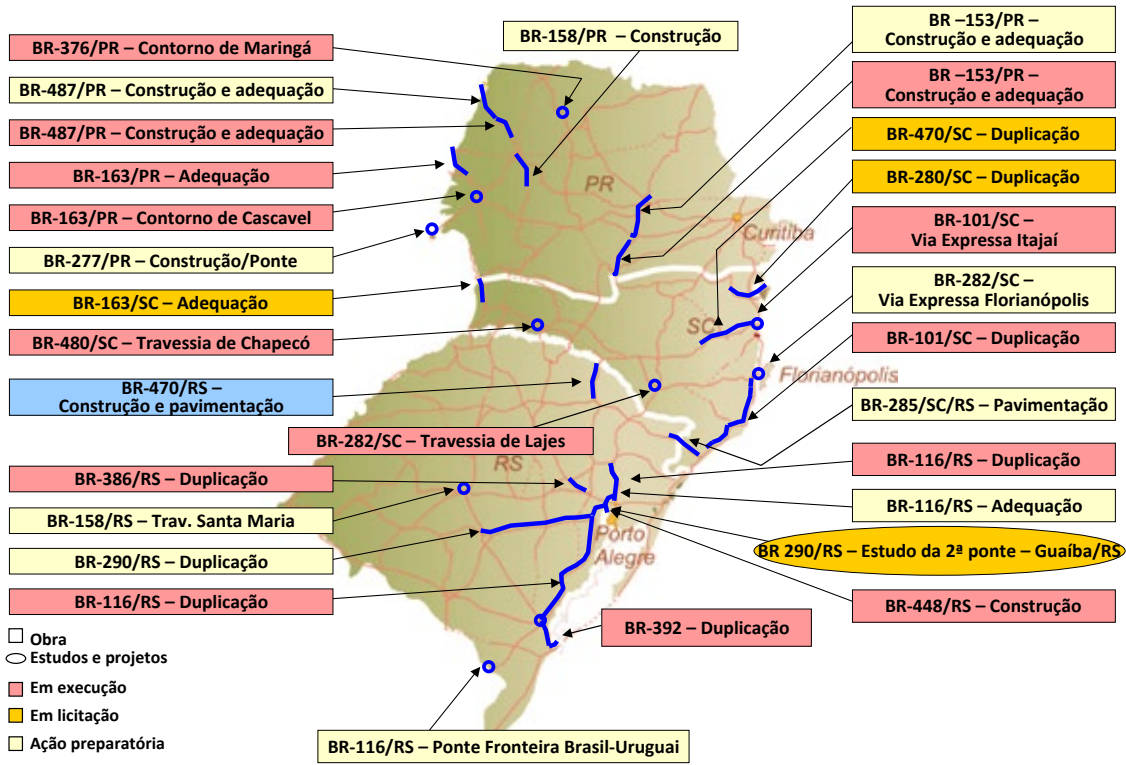 BR-376/PR – Contorno de Maringá
BR-487/PR – Construção e adequação
BR-487/PR – Construção e adequação
BR-163/PR – Adequação
BR-163/PR – Contorno de Cascavel
BR-277/PR – Construção/Ponte
BR-163/SC – Adequação
BR-480/SC – Travessia de Chapecó
BR-470/RS –
Construção e pavimentação
BR-282/SC – Travessia de Lajes
BR-386/RS – Duplicação
BR-158/RS – Trav. Santa Maria
BR-290/RS – Duplicação
BR-116/RS – Duplicação
BR-158/PR – Construção
BR –153/PR –
Construção e adequação
BR –153/PR –
Construção e adequação
BR-470/SC – Duplicação
BR-280/SC – Duplicação
BR-101/SC –
Via Expressa Itajaí
BR-282/SC –
Via Expressa Florianópolis
BR-101/SC – Duplicação
BR-285/SC/RS – Pavimentação
BR-116/RS – Duplicação
BR-116/RS – Adequação
BR 290/RS – Estudo da 2ª ponte – Guaíba/RS
BR-448/RS – Construção
BR-392 – Duplicação
BR-116/RS – Ponte Fronteira Brasil-Uruguai
PR
Curitiba
SC
Florianópolis
RS
Porto
Alegre
Obra
Estudos e projetos
Em execução
Em licitação
Ação preparatória